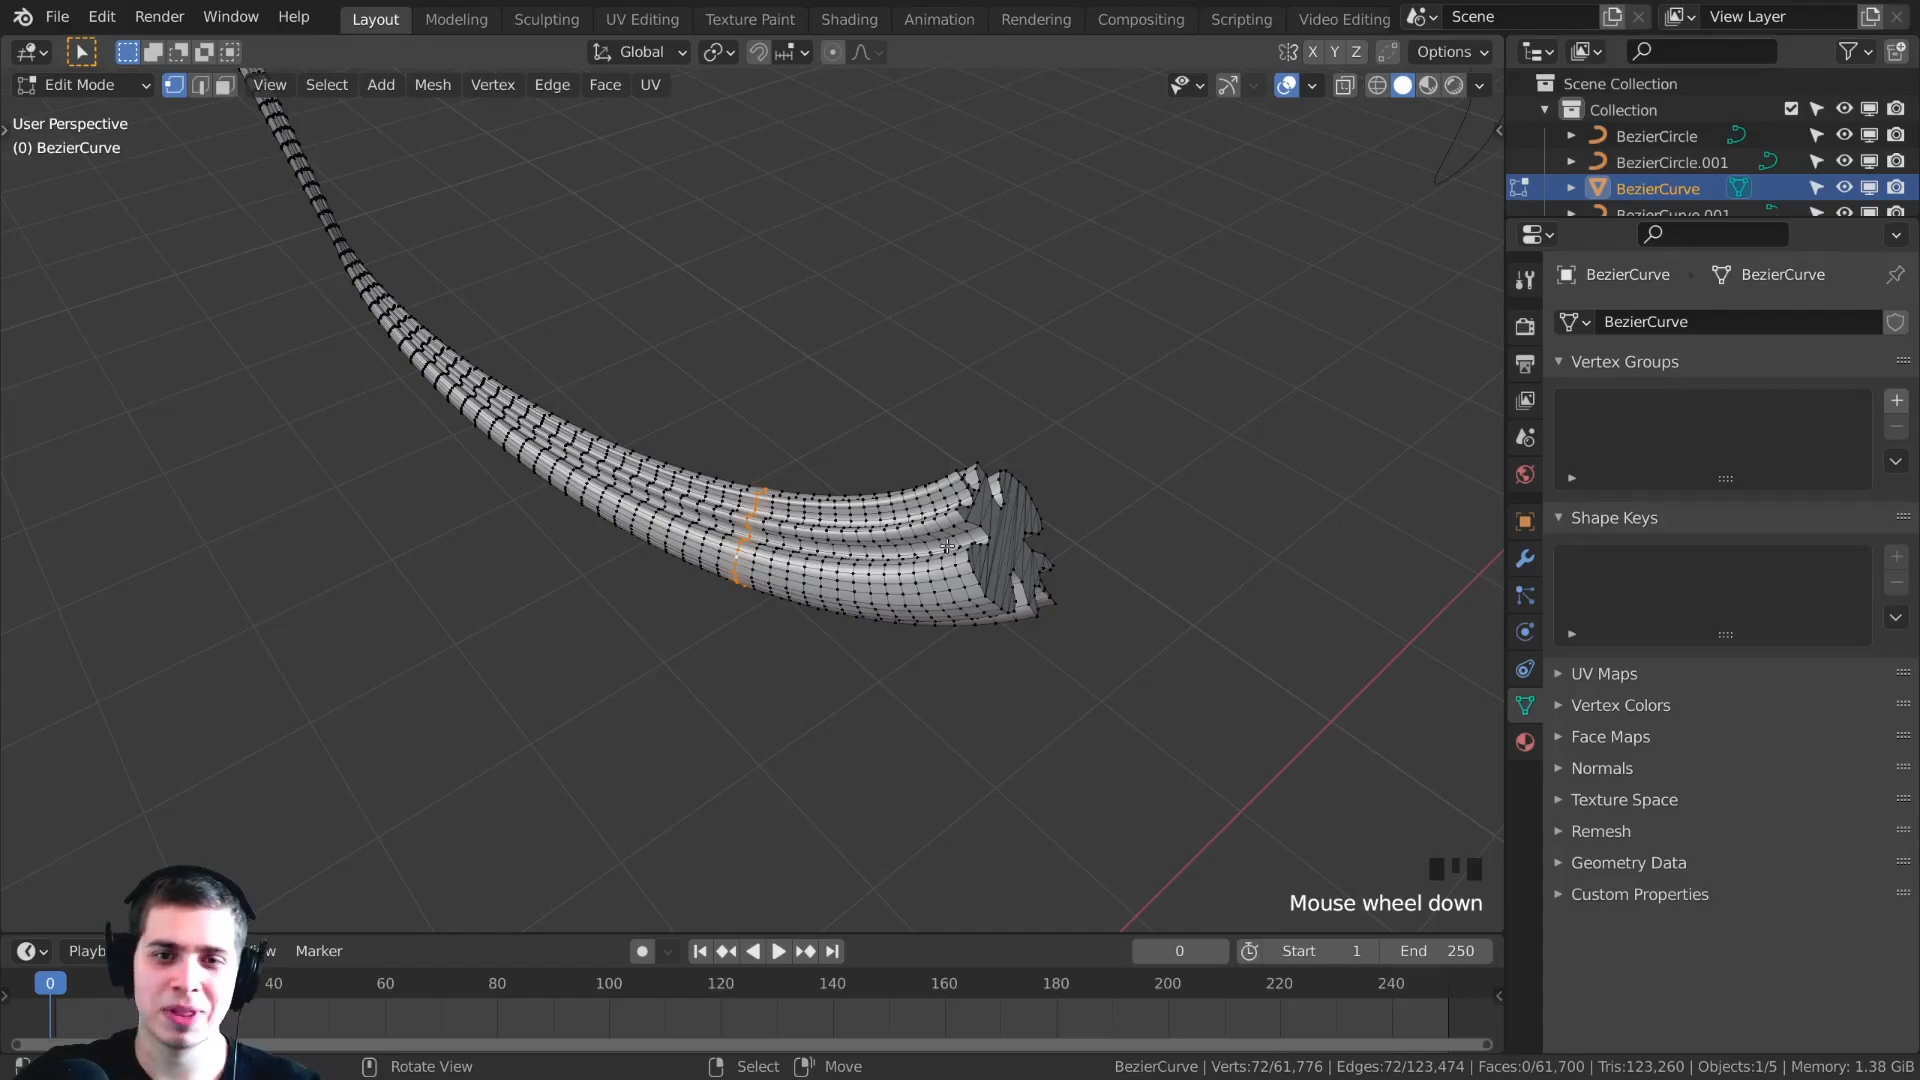 File Edit Render Window Help Layout Modeling Sculpting UV Editing Texture Paint Shading Animation Rendering Compositing Scripting Video Editing Scene View Layer
Global X Y Z Options
Edit Mode View Select Add Mesh Vertex Edge Face UV
User Perspective
(0) BezierCurve
Scene Collection
Collection
BezierCircle
BezierCircle.001
BezierCurve
BezierCurve.001
BezierCurve BezierCurve
BezierCurve
Vertex Groups
Shape Keys
UV Maps
Vertex Colors
Face Maps
Normals
Texture Space
Remesh
Geometry Data
Custom Properties
Mouse wheel down
Playb w Marker 0 Start 1 End 250
0 40 60 80 100 120 140 160 180 200 220 240
Rotate View Select Move BezierCurve | Verts:72/61,776 | Edges:72/123,474 | Faces:0/61,700 | Tris:123,260 | Objects:1/5 | Memory: 1.38 GiB